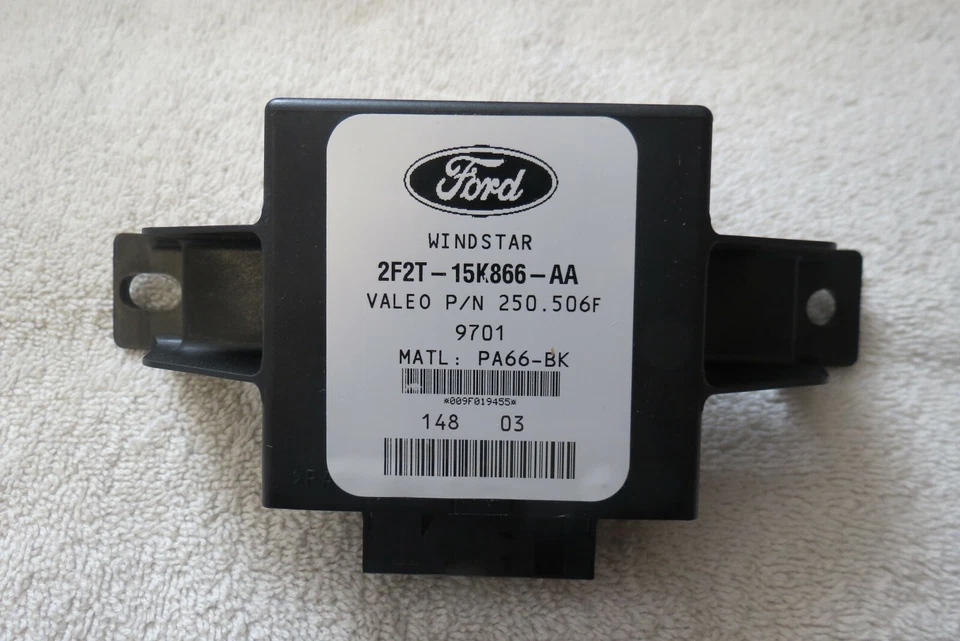 Ford
WINDSTAR
2F2T-15K866-AA
VALEO P/N 250.506F
9701
MATL: PA66-BK
*009F019455*
148 03